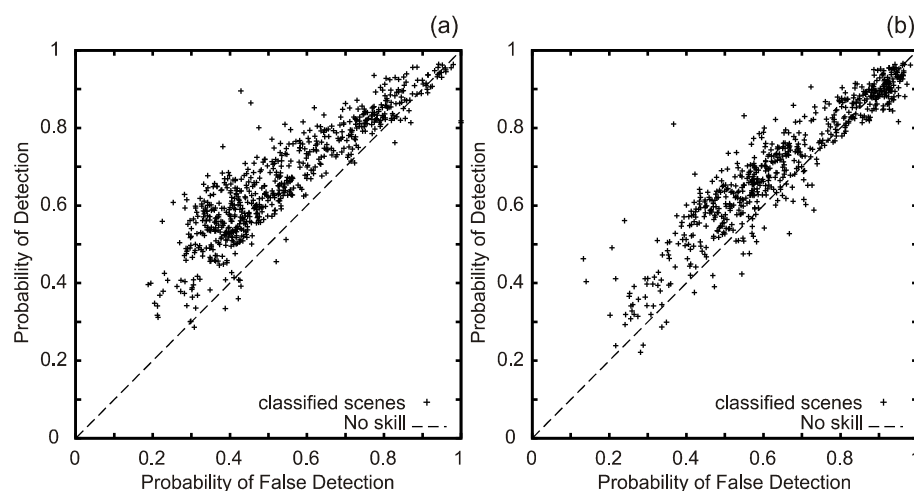 (a)
1
0.8
0.6
0.4
0.2
0
Probability of Detection
classified scenes
No skill
0 0.2 0.4 0.6 0.8 1
Probability of False Detection
(b)
1
0.8
0.6
0.4
0.2
0
Probability of Detection
classified scenes
No skill
0 0.2 0.4 0.6 0.8 1
Probability of False Detection